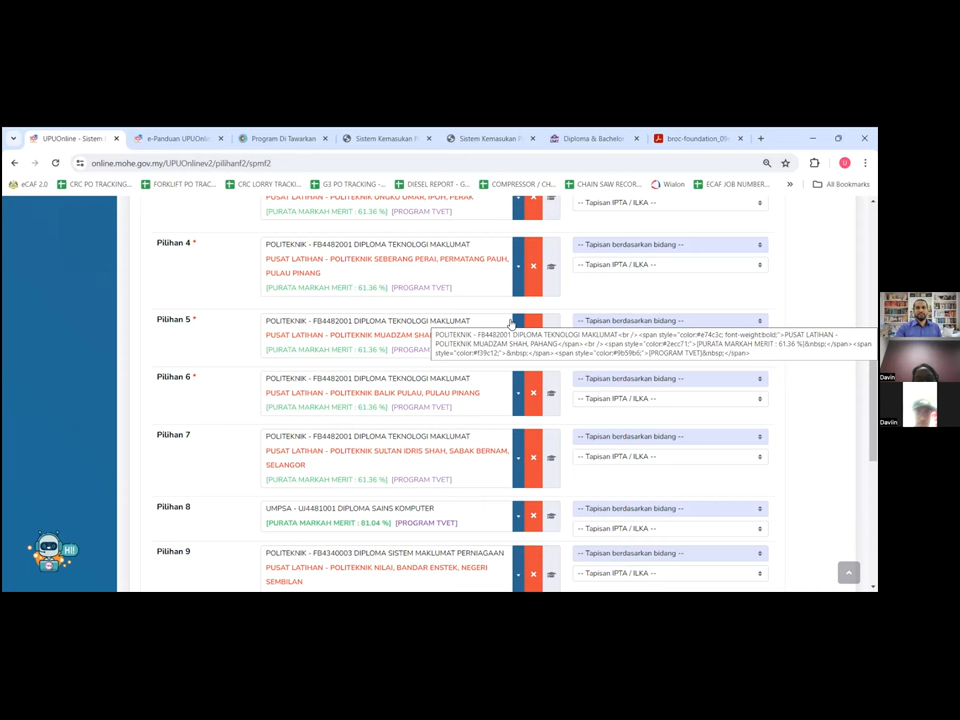 UPUOnline - Sistem
e-Panduan UPUOnlin
Program Di Tawarkan
Sistem Kemasukan P
Sistem Kemasukan P
Diploma & Bachelo
broc-foundation_09
online.mohe.gov.my/UPUOnlinev2/pilihanf2/spmf2
U
eCAF 2.0
CRC PO TRACKING...
FORKLIFT PO TRAC...
CRC LORRY TRACKI...
G3 PO TRACKING -...
DIESEL REPORT - G...
COMPRESSOR / CH...
CHAIN SAW RECOR...
Wialon
ECAF JOB NUMBER...
All Bookmarks
PUSAT LATIHAN - POLITEKNIK UNGKU UMAR, IPOH, PERAK
[PURATA MARKAH MERIT : 61.36 %] [PROGRAM TVET]
-- Tapisan IPTA / ILKA --
Pilihan 4 *
POLITEKNIK - FB4482001 DIPLOMA TEKNOLOGI MAKLUMAT
PUSAT LATIHAN - POLITEKNIK SEBERANG PERAI, PERMATANG PAUH,
PULAU PINANG
[PURATA MARKAH MERIT : 61.36 %] [PROGRAM TVET]
-- Tapisan berdasarkan bidang --
-- Tapisan IPTA / ILKA --
Pilihan 5 *
POLITEKNIK - FB4482001 DIPLOMA TEKNOLOGI MAKLUMAT
PUSAT LATIHAN - POLITEKNIK MUADZAM SHA
[PURATA MARKAH MERIT : 61.36 %] [PROGRAM
-- Tapisan berdasarkan bidang --
POLITEKNIK - FB4482001 DIPLOMA TEKNOLOGI MAKLUMAT<br /><span style="color:#e74c3c; font-weight:bold;">PUSAT LATIHAN -
POLITEKNIK MUADZAM SHAH, PAHANG</span><br /><span style="color:#2ecc71;">[PURATA MARKAH MERIT : 61.36 %]</span><span
style="color:#f39c12;">&nbsp;</span><span style="color:#9b59b6;">[PROGRAM TVET]&nbsp;</span>
Pilihan 6 *
POLITEKNIK - FB4482001 DIPLOMA TEKNOLOGI MAKLUMAT
PUSAT LATIHAN - POLITEKNIK BALIK PULAU, PULAU PINANG
[PURATA MARKAH MERIT : 61.36 %] [PROGRAM TVET]
-- Tapisan berdasarkan bidang --
-- Tapisan IPTA / ILKA --
Pilihan 7
POLITEKNIK - FB4482001 DIPLOMA TEKNOLOGI MAKLUMAT
PUSAT LATIHAN - POLITEKNIK SULTAN IDRIS SHAH, SABAK BERNAM,
SELANGOR
[PURATA MARKAH MERIT : 61.36 %] [PROGRAM TVET]
-- Tapisan berdasarkan bidang --
-- Tapisan IPTA / ILKA --
Pilihan 8
UMPSA - UJ4481001 DIPLOMA SAINS KOMPUTER
[PURATA MARKAH MERIT : 81.04 %] [PROGRAM TVET]
-- Tapisan berdasarkan bidang --
-- Tapisan IPTA / ILKA --
Pilihan 9
POLITEKNIK - FB4340003 DIPLOMA SISTEM MAKLUMAT PERNIAGAAN
PUSAT LATIHAN - POLITEKNIK NILAI, BANDAR ENSTEK, NEGERI
SEMBILAN
-- Tapisan berdasarkan bidang --
-- Tapisan IPTA / ILKA --
HI!
Davin
Daviin